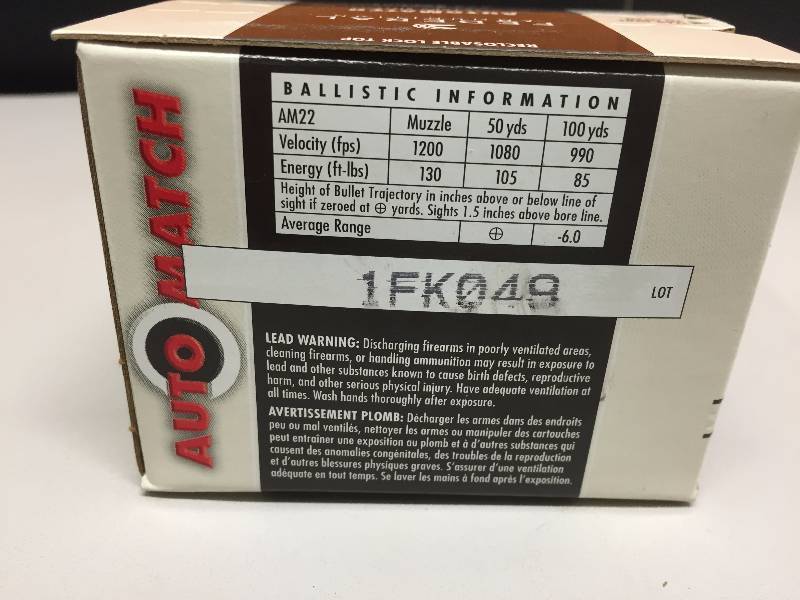 FEDERAL
RECLOSABLE LOCK TOP
AUTO MATCH
BALLISTIC INFORMATION
AM22 Muzzle 50 yds 100 yds
Velocity (fps) 1200 1080 990
Energy (ft-lbs) 130 105 85
Height of Bullet Trajectory in inches above or below line of
sight if zeroed at ⊕ yards. Sights 1.5 inches above bore line.
Average Range ⊕ -6.0
1FK049 LOT
LEAD WARNING: Discharging firearms in poorly ventilated areas,
cleaning firearms, or handling ammunition may result in exposure to
lead and other substances known to cause birth defects, reproductive
harm, and other serious physical injury. Have adequate ventilation at
all times. Wash hands thoroughly after exposure.
AVERTISSEMENT PLOMB: Décharger les armes dans des endroits
peu ou mal ventilés, nettoyer les armes ou manipuler des cartouches
peut entraîner une exposition au plomb et à d'autres substances qui
causent des anomalies congénitales, des troubles de la reproduction
et d'autres blessures physiques graves. S'assurer d'une ventilation
adéquate en tout temps. Se laver les mains à fond après l'exposition.